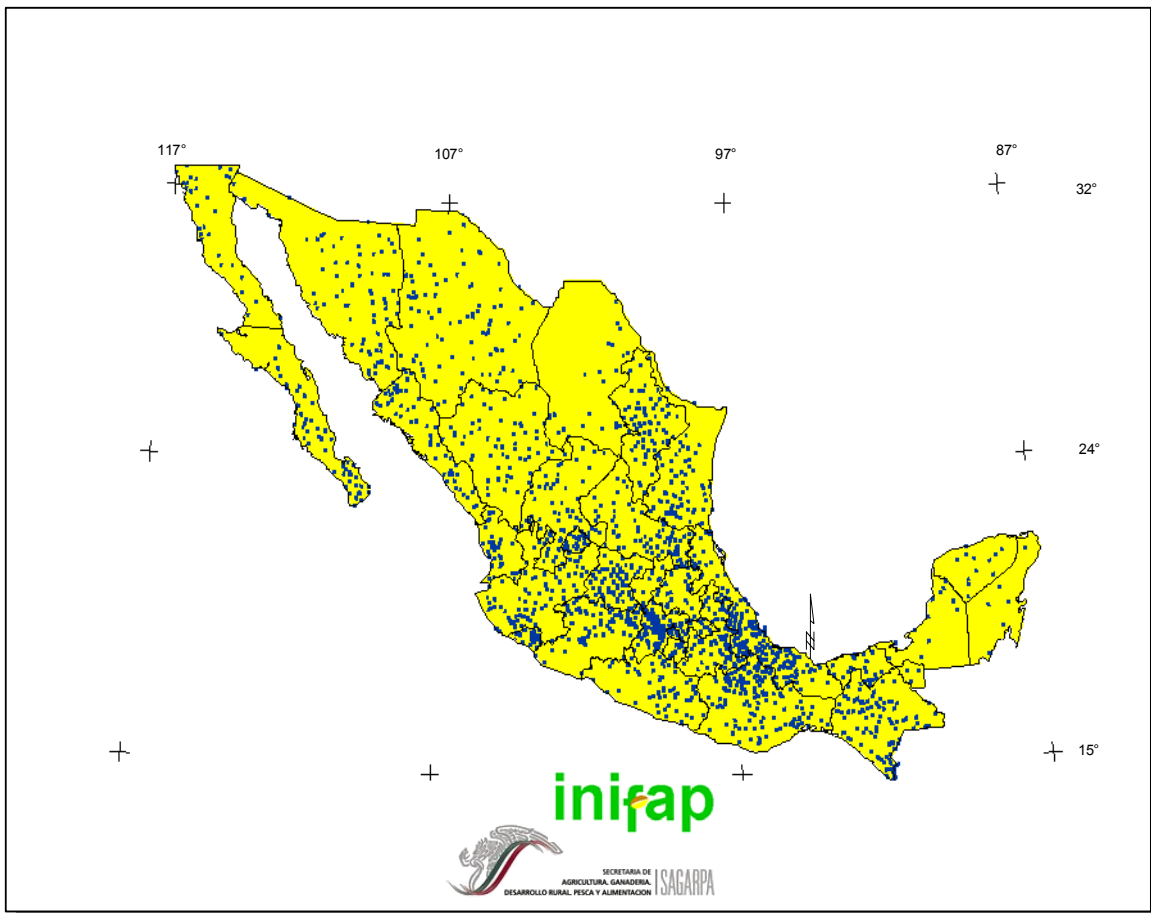 117°
107°
97°
87°
32°
24°
15°
inifap
SECRETARIA DE
AGRICULTURA, GANADERIA,
DESARROLLO RURAL, PESCA Y ALIMENTACION
SAGARPA